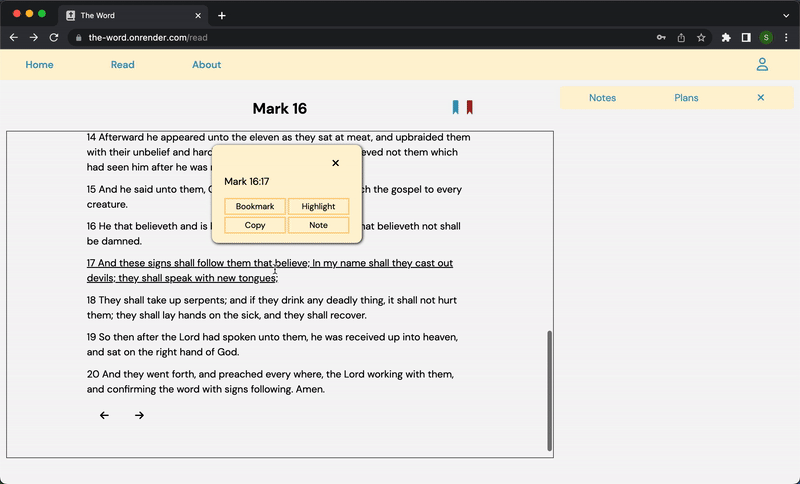 The Word
the-word.onrender.com/read
S
Home Read About
Mark 16
Notes Plans
14 Afterward he appeared unto the eleven as they sat at meat, and upbraided them
with their unbelief and eved not them which
had seen him after he was
15 And he said unto them, the gospel to every
creature.
16 He that believeth and is believeth not shall
be damned.
Mark 16:17
Bookmark Highlight
Copy Note
17 And these signs shall follow them that believe; In my name shall they cast out
devils; they shall speak with new tongues;
18 They shall take up serpents; and if they drink any deadly thing, it shall not hurt
them; they shall lay hands on the sick, and they shall recover.
19 So then after the Lord had spoken unto them, he was received up into heaven,
and sat on the right hand of God.
20 And they went forth, and preached every where, the Lord working with them,
and confirming the word with signs following. Amen.